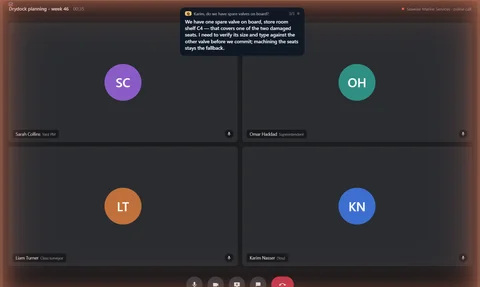 Drydock planning - week 46
Karim, do we have spare valves on board?
We have one spare valve on board, store room
shelf C4 — that covers one of the two damaged
seats. I need to verify its size and type against the
other valve before we commit; machining the seats
stays the fallback.
SC
OH
Sarah Collins
Omar Haddad Superintendent
LT
KN
Liam Turner Class surveyor
Karim Nasser